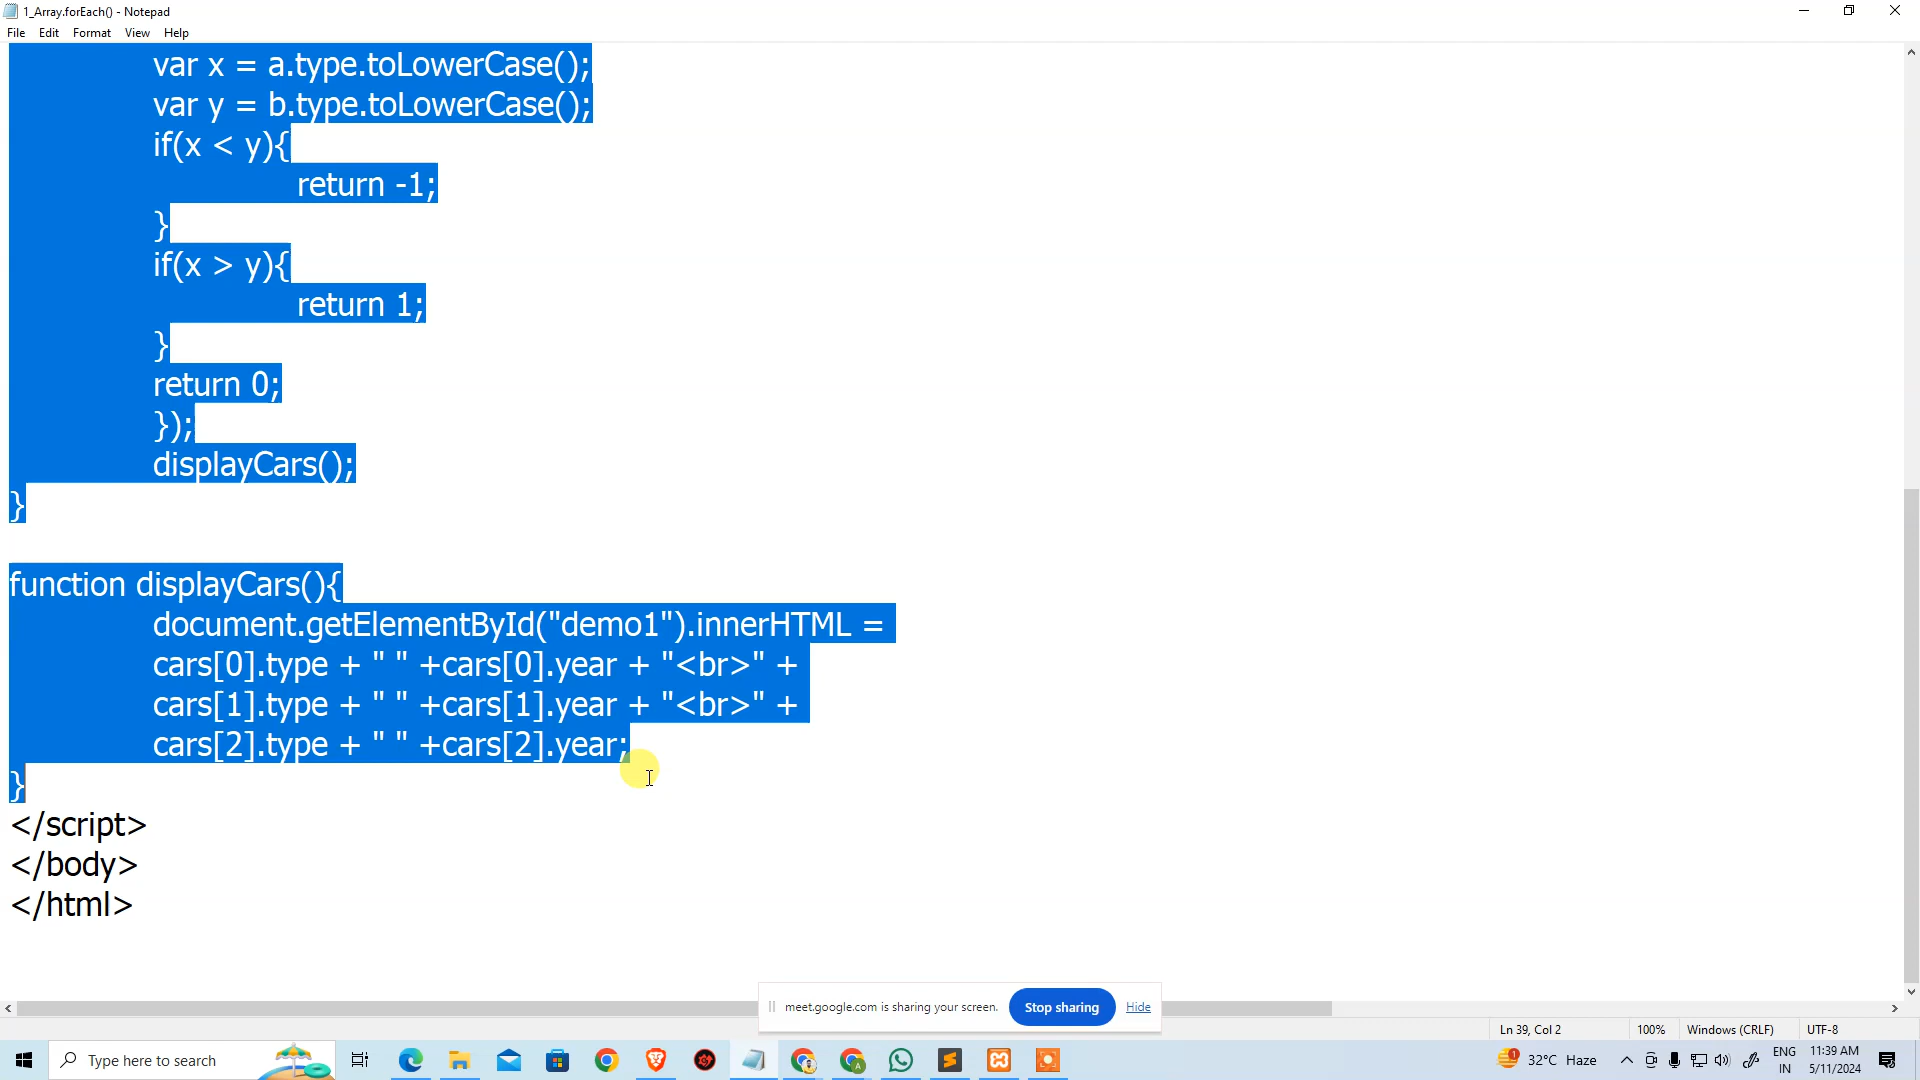 1_Array.forEach() - Notepad
File Edit Format View Help
var x = a.type.toLowerCase();
var y = b.type.toLowerCase();
if(x < y){
return -1;
}
if(x > y){
return 1;
}
return 0;
});
displayCars();
}
function displayCars(){
document.getElementById("demo1").innerHTML =
cars[0].type + " " +cars[0].year + "<br>" +
cars[1].type + " " +cars[1].year + "<br>" +
cars[2].type + " " +cars[2].year;
}
</script>
</body>
</html>
meet.google.com is sharing your screen. Stop sharing Hide
Ln 39, Col 2 100% Windows (CRLF) UTF-8
Type here to search
1 32°C Haze
ENG
IN
11:39 AM
5/11/2024